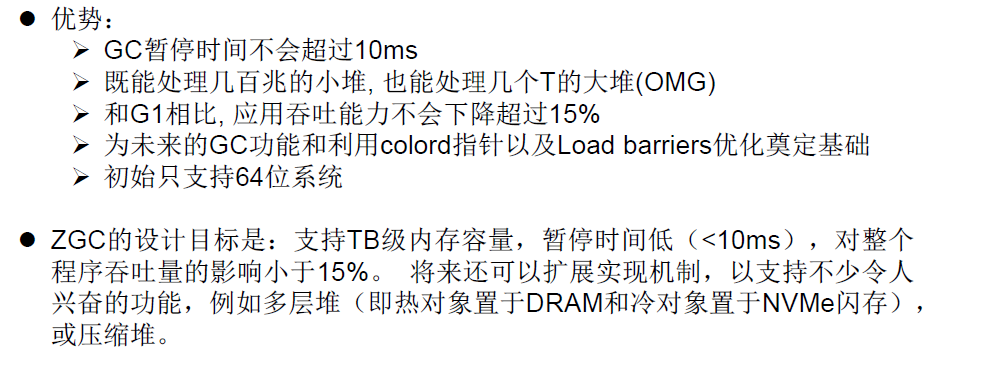 ● 优势：
➢ GC暂停时间不会超过10ms
➢ 既能处理几百兆的小堆, 也能处理几个T的大堆(OMG)
➢ 和G1相比, 应用吞吐能力不会下降超过15%
➢ 为未来的GC功能和利用colord指针以及Load barriers优化奠定基础
➢ 初始只支持64位系统
● ZGC的设计目标是：支持TB级内存容量，暂停时间低（<10ms），对整个
程序吞吐量的影响小于15%。 将来还可以扩展实现机制，以支持不少令人
兴奋的功能，例如多层堆（即热对象置于DRAM和冷对象置于NVMe闪存），
或压缩堆。